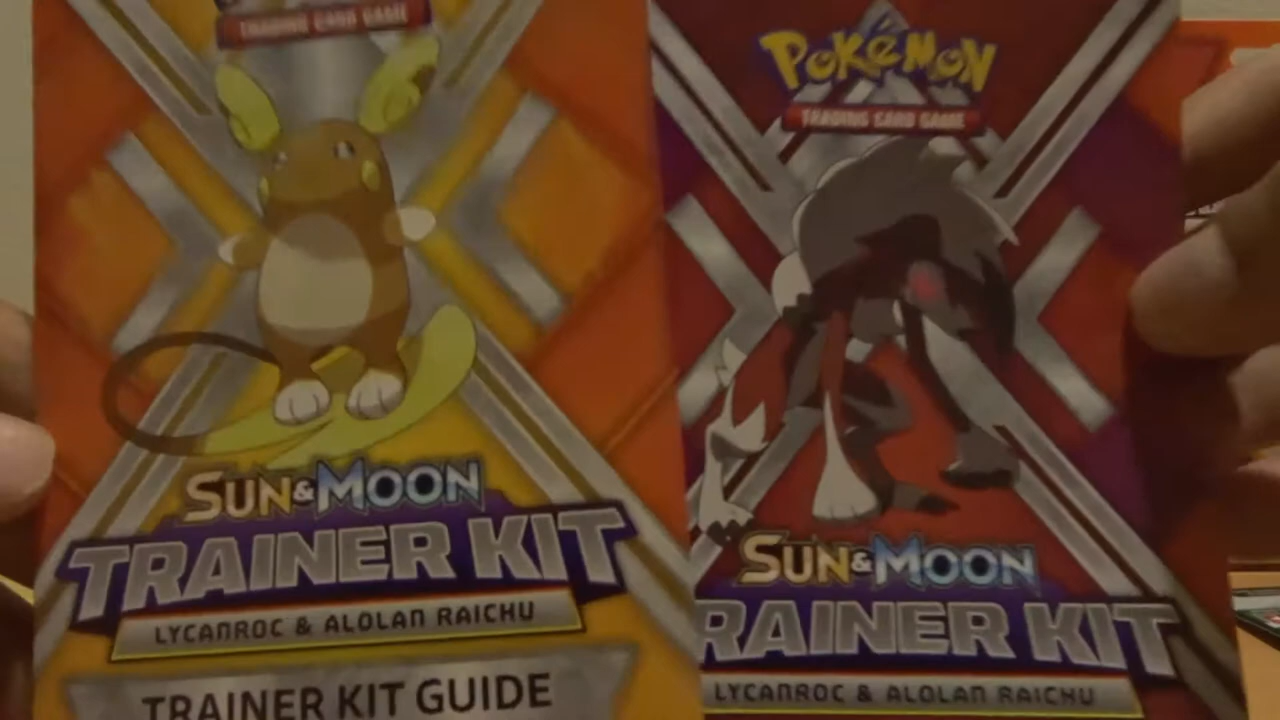 TRADING CARD GAME
SUN & MOON
TRAINER KIT
LYCANROC & ALOLAN RAICHU
TRAINER KIT GUIDE
POKéMON
TRADING CARD GAME
SUN & MOON
RAINER KIT
LYCANROC & ALOLAN RAICHU